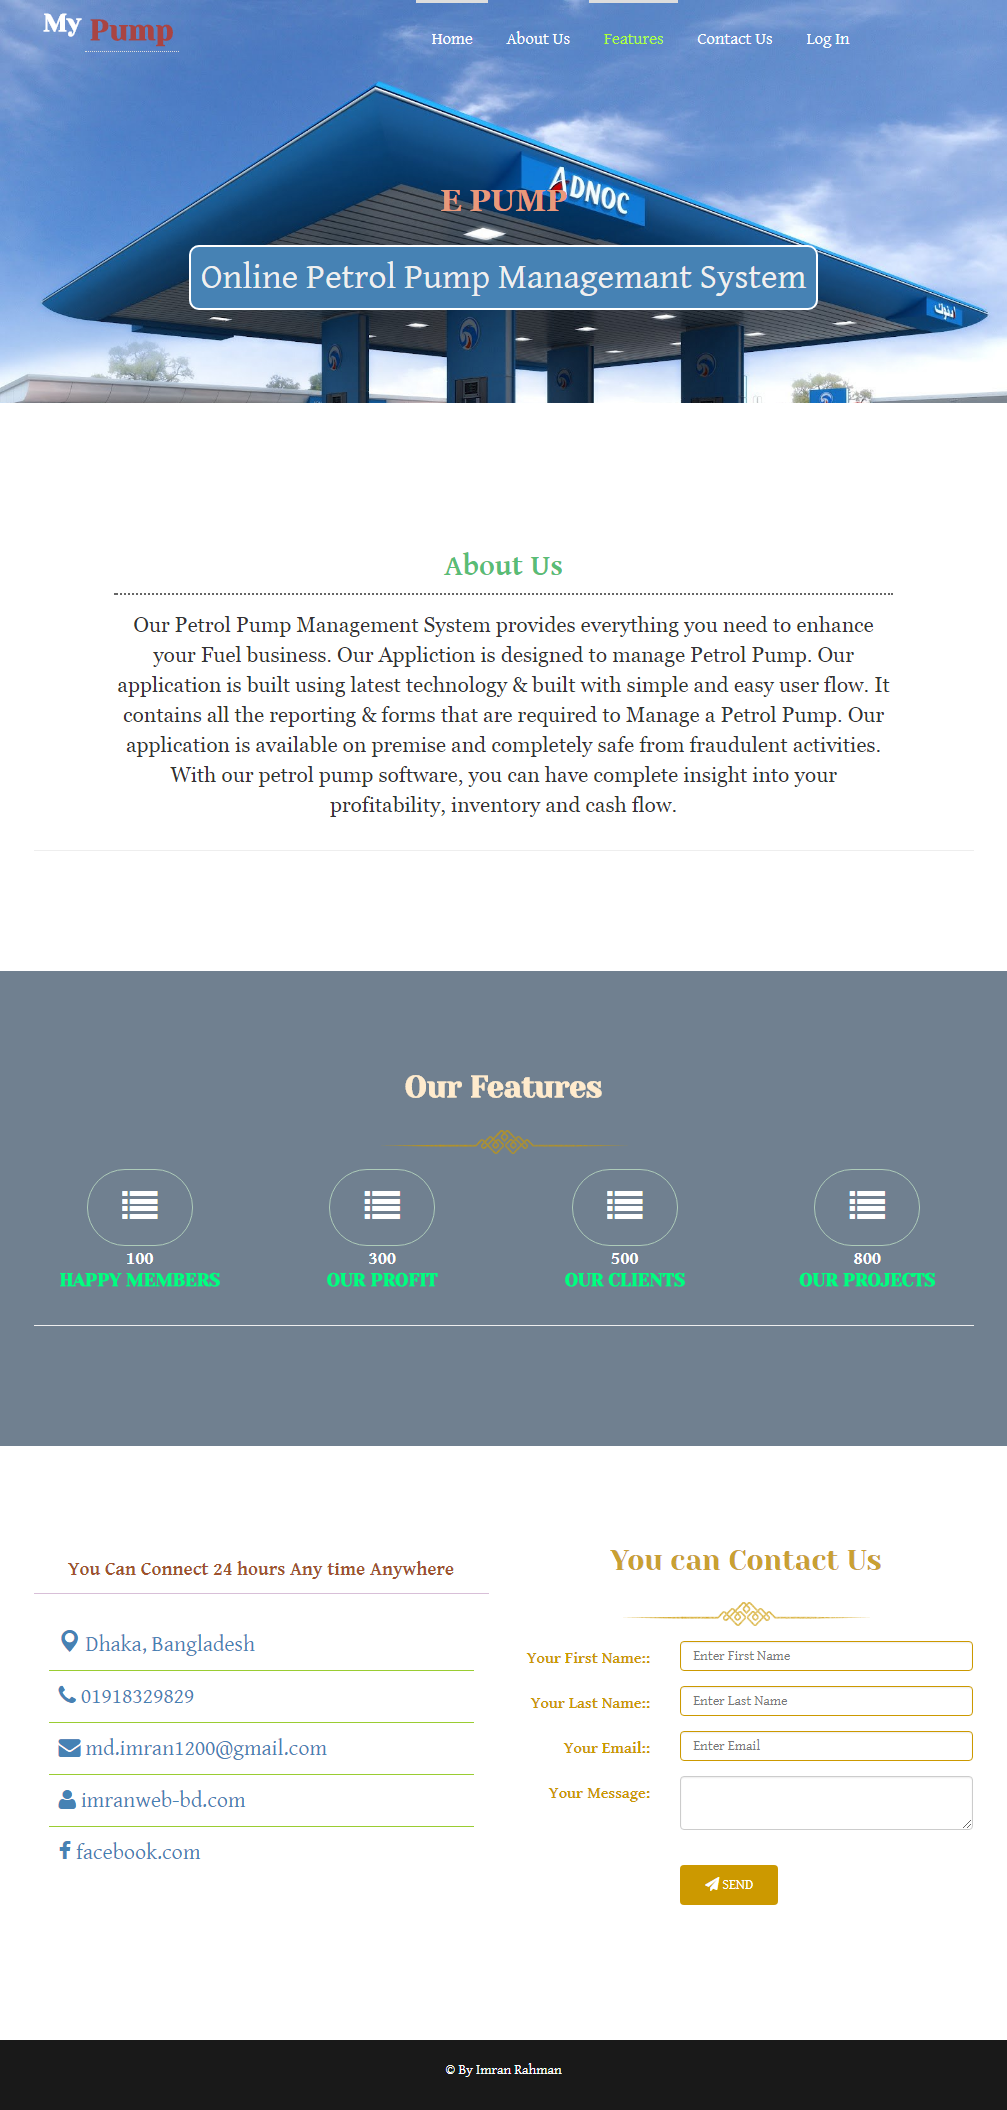 My Pump
Home About Us Features Contact Us Log In
ADNOC
E PUMP
Online Petrol Pump Managemant System
أدنوك
About Us
Our Petrol Pump Management System provides everything you need to enhance
your Fuel business. Our Appliction is designed to manage Petrol Pump. Our
application is built using latest technology & built with simple and easy user flow. It
contains all the reporting & forms that are required to Manage a Petrol Pump. Our
application is available on premise and completely safe from fraudulent activities.
With our petrol pump software, you can have complete insight into your
profitability, inventory and cash flow.
Our Features
100
HAPPY MEMBERS
300
OUR PROFIT
500
OUR CLIENTS
800
OUR PROJECTS
You Can Connect 24 hours Any time Anywhere
Dhaka, Bangladesh
01918329829
md.imran1200@gmail.com
imranweb-bd.com
facebook.com
You can Contact Us
Your First Name:: Enter First Name
Your Last Name:: Enter Last Name
Your Email:: Enter Email
Your Message:
SEND
© By Imran Rahman